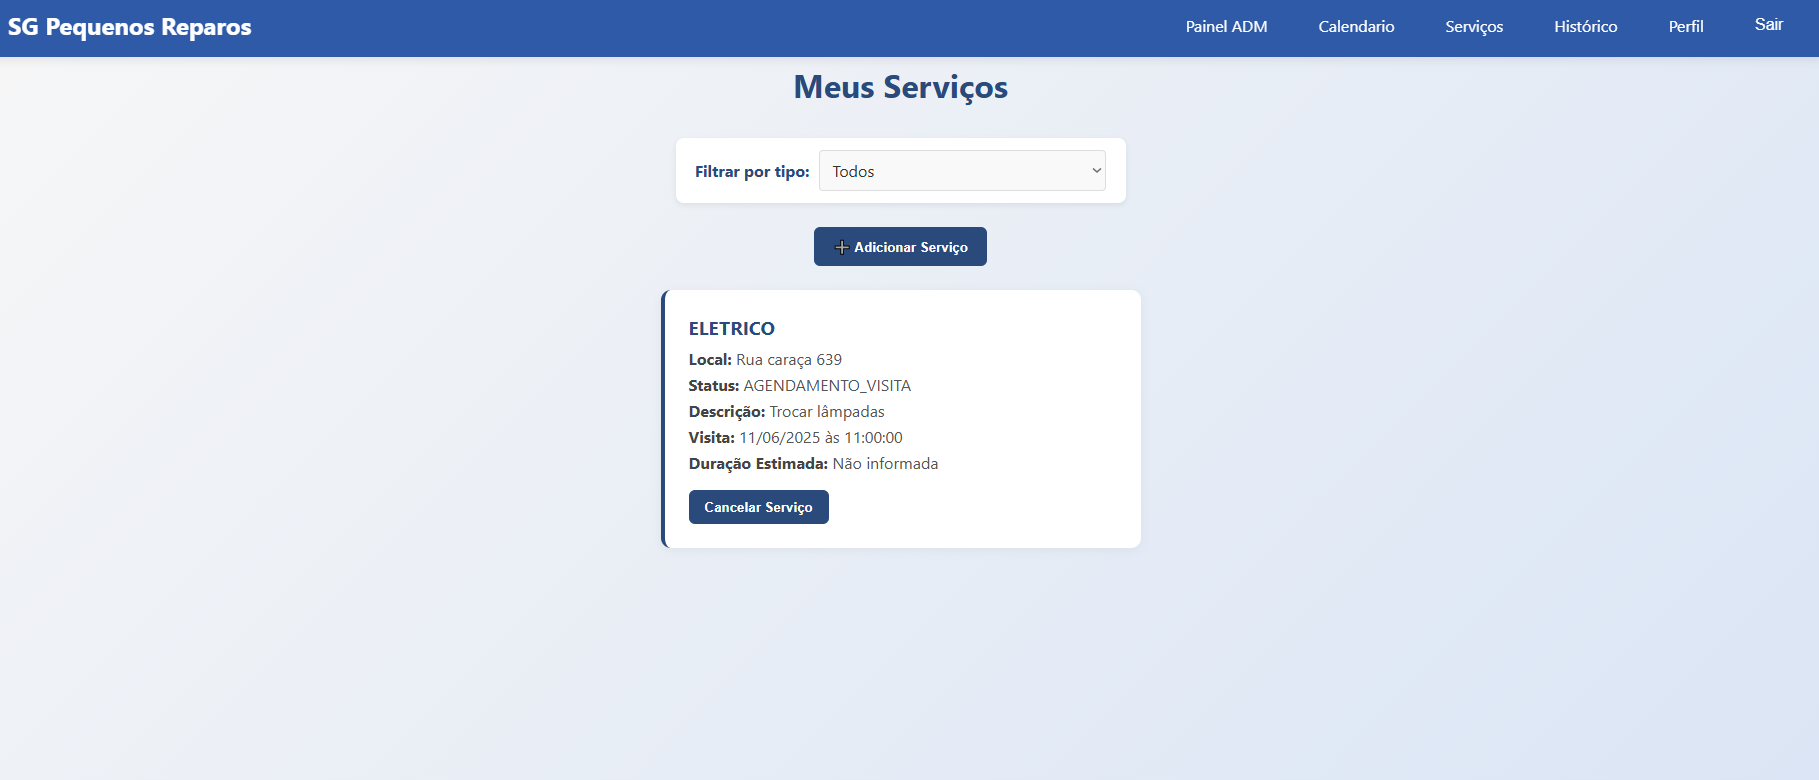 SG Pequenos Reparos
Painel ADM
Calendario
Serviços
Histórico
Perfil
Sair
Meus Serviços
Filtrar por tipo:
Todos
Adicionar Serviço
ELETRICO
Local: Rua caraça 639
Status: AGENDAMENTO_VISITA
Descrição: Trocar lâmpadas
Visita: 11/06/2025 às 11:00:00
Duração Estimada: Não informada
Cancelar Serviço